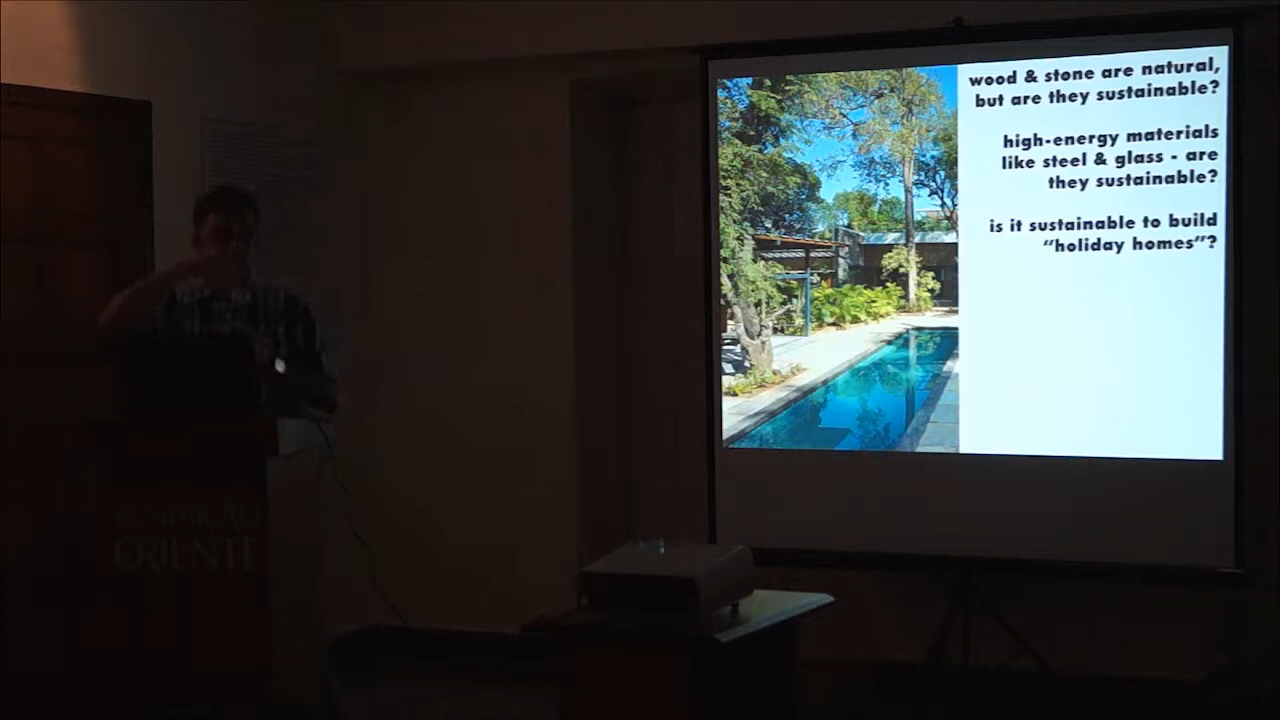 wood & stone are natural,
but are they sustainable?
high-energy materials
like steel & glass - are
they sustainable?
is it sustainable to build
“holiday homes”?
FUNDAÇÃO
ORIENTE